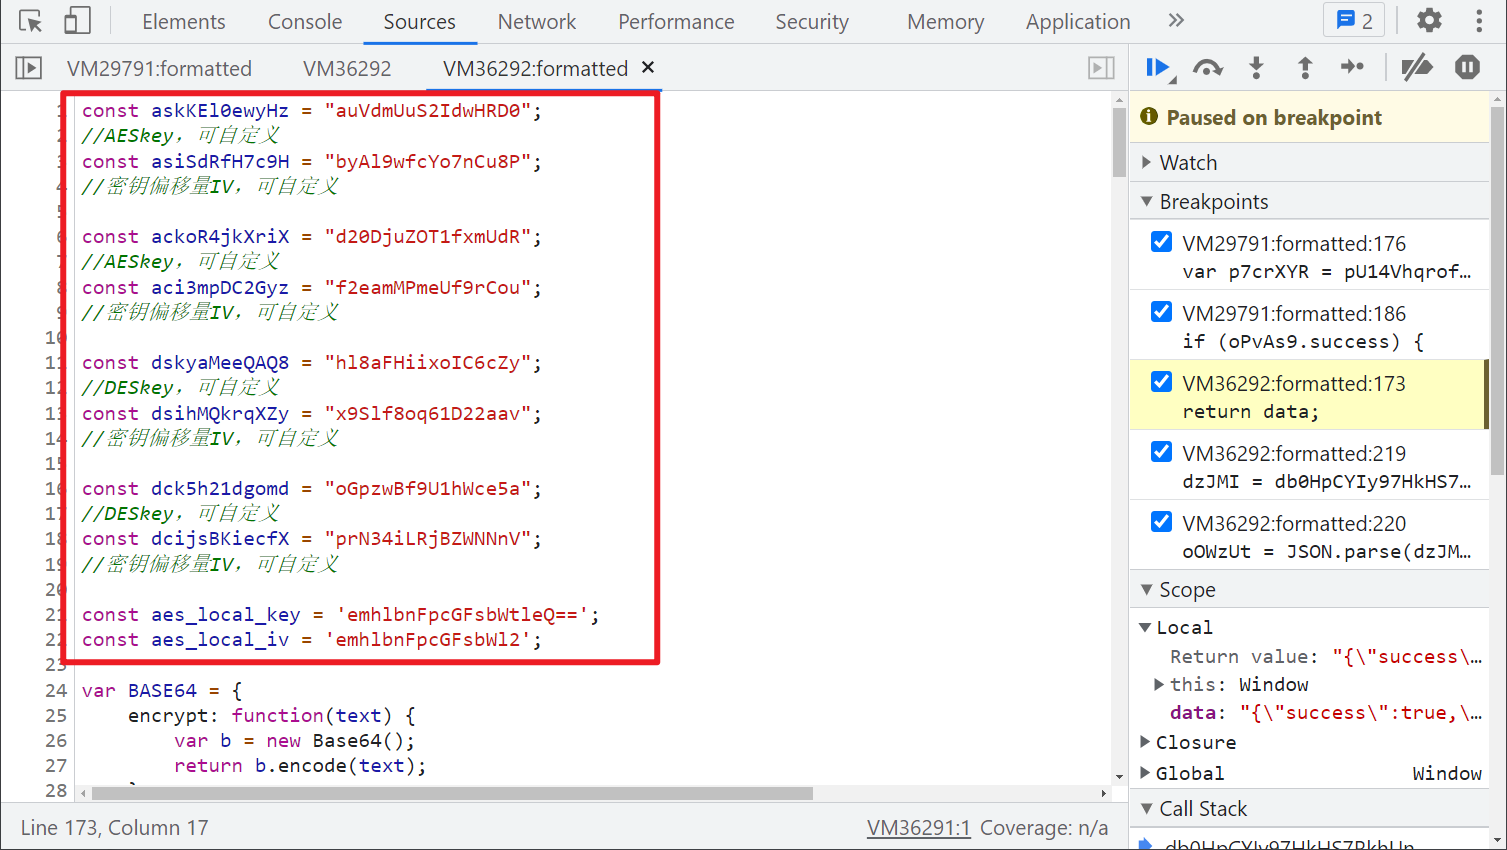 Elements Console Sources Network Performance Security Memory Application 2
VM29791:formatted VM36292 VM36292:formatted
1 const askKEl0ewyHz = "auVdmUuS2IdwHRD0";
2 //AESkey，可自定义
3 const asiSdRfH7c9H = "byAl9wfcYo7nCu8P";
4 //密钥偏移量IV，可自定义
5
6 const ackoR4jkXriX = "d20DjuZOT1fxmUdR";
7 //AESkey，可自定义
8 const aci3mpDC2Gyz = "f2eamMPmeUf9rCou";
9 //密钥偏移量IV，可自定义
10
11 const dskyaMeeQAQ8 = "hl8aFHiixoIC6cZy";
12 //DESkey，可自定义
13 const dsihMQkrqXZy = "x9Slf8oq61D22aav";
14 //密钥偏移量IV，可自定义
15
16 const dck5h21dgomd = "oGpzwBf9U1hWce5a";
17 //DESkey，可自定义
18 const dcijsBKiecfX = "prN34iLRjBZWNNnV";
19 //密钥偏移量IV，可自定义
20
21 const aes_local_key = 'emhlbnFpcGFsbWtleQ==';
22 const aes_local_iv = 'emhlbnFpcGFsbWl2';
23
24 var BASE64 = {
25 encrypt: function(text) {
26 var b = new Base64();
27 return b.encode(text);
28
Line 173, Column 17 VM36291:1 Coverage: n/a
Paused on breakpoint
Watch
Breakpoints
VM29791:formatted:176
var p7crXYR = pU14Vhqrof…
VM29791:formatted:186
if (oPvAs9.success) {
VM36292:formatted:173
return data;
VM36292:formatted:219
dzJMI = db0HpCYIy97HkHS7…
VM36292:formatted:220
oOWzUt = JSON.parse(dzJM…
Scope
Local
Return value: "{\"success\…
this: Window
data: "{\"success\":true,\…
Closure
Global Window
Call Stack